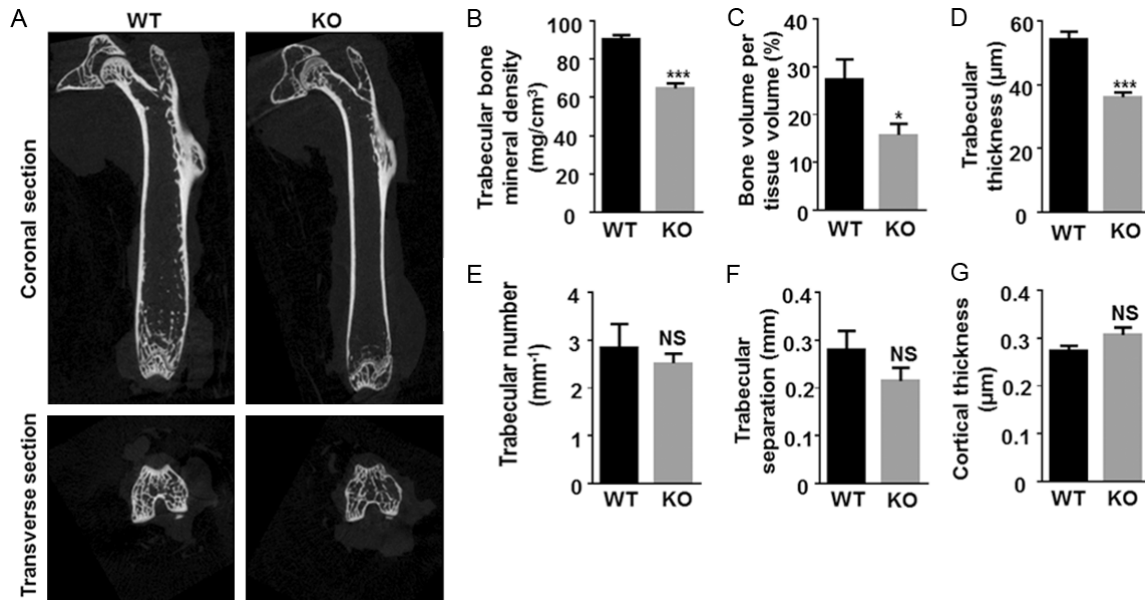 A
WT
KO
Coronal section
Transverse section
B
Trabecular bone
mineral density
(mg/cm³)
100
80
60
40
20
0
***
WT
KO
C
Bone volume per
tissue volume (%)
40
30
20
10
0
*
WT
KO
D
Trabecular
thickness (μm)
60
40
20
0
***
WT
KO
E
Trabecular number
(mm⁻¹)
4
3
2
1
0
NS
WT
KO
F
Trabecular
separation (mm)
0.4
0.3
0.2
0.1
0
NS
WT
KO
G
Cortical thickness
(μm)
0.4
0.3
0.2
0.1
0
NS
WT
KO